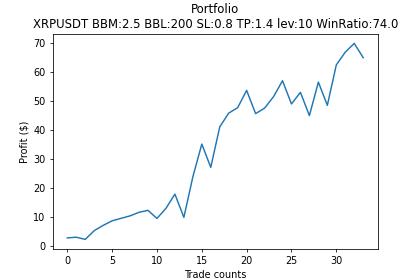 Portfolio
XRPUSDT BBM:2.5 BBL:200 SL:0.8 TP:1.4 lev:10 WinRatio:74.0
70
60
50
40
30
20
10
0
Profit ($)
0 5 10 15 20 25 30
Trade counts